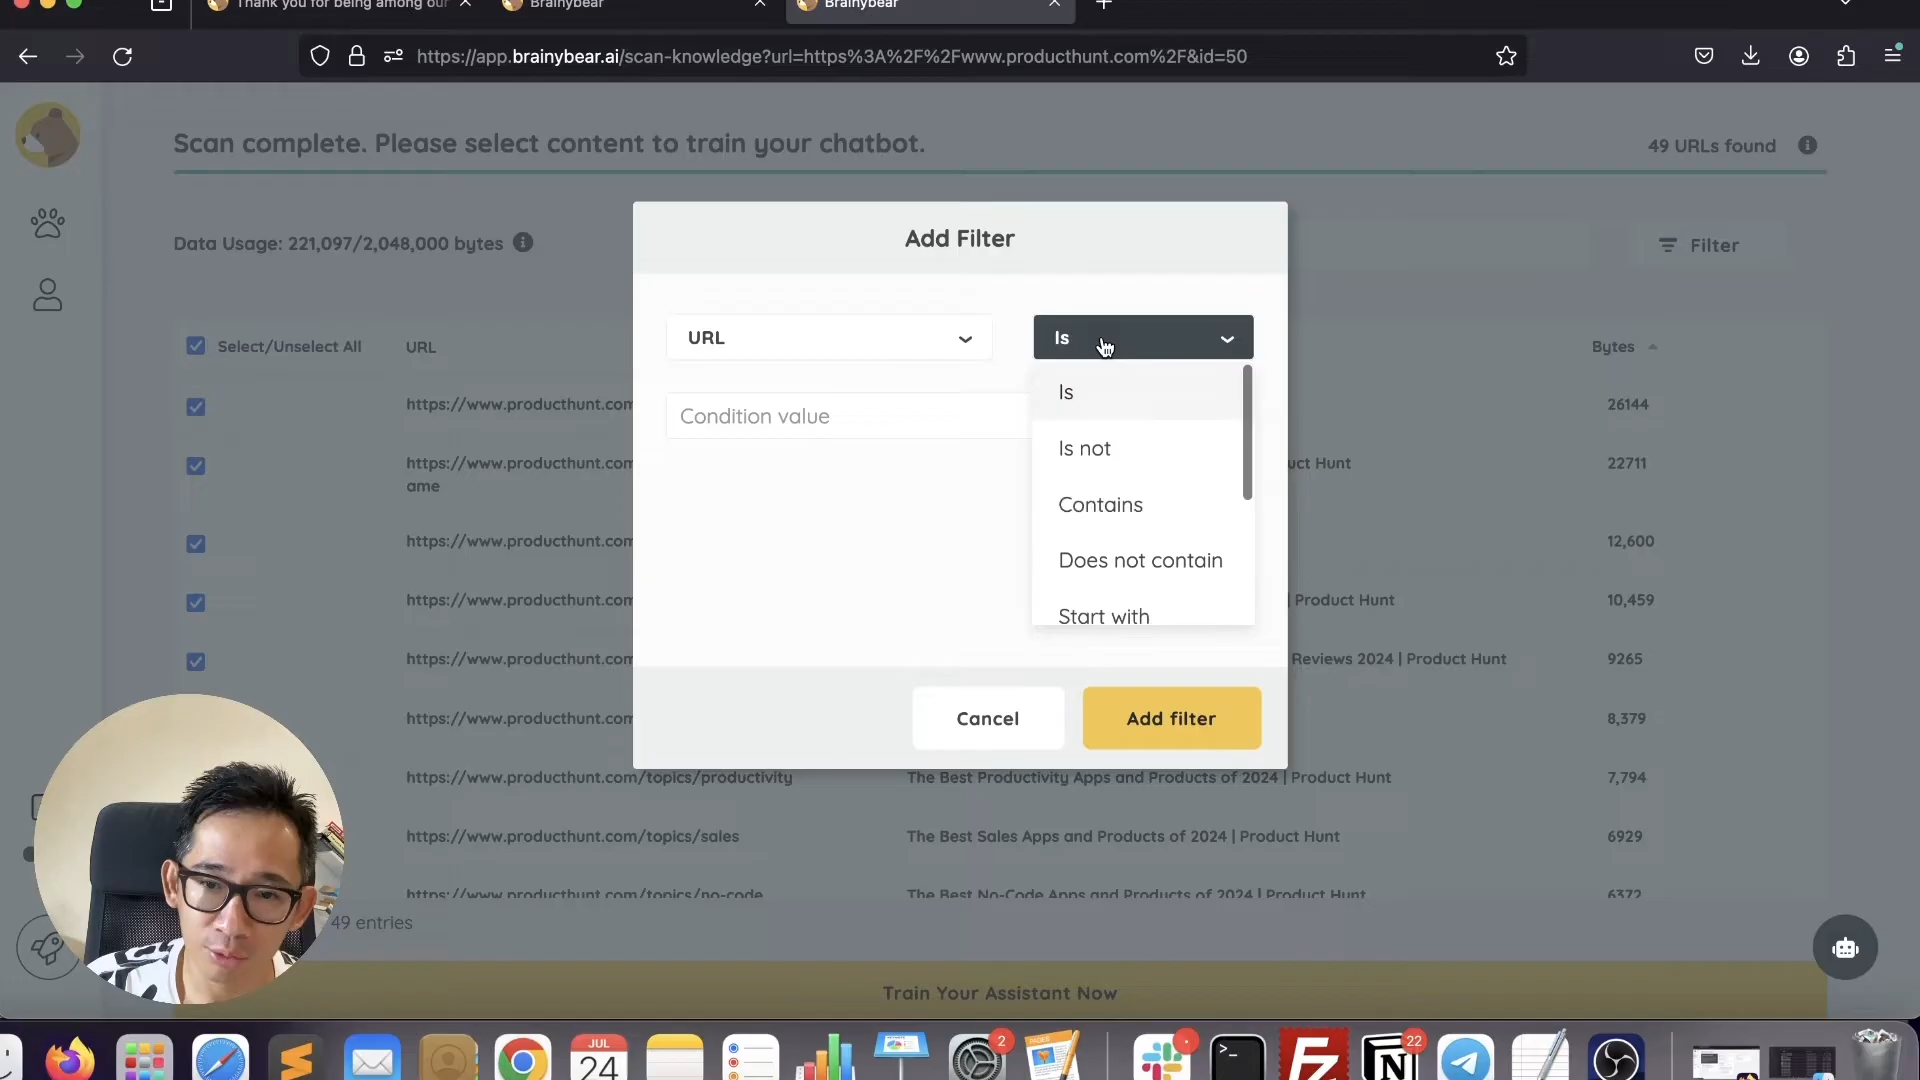 Thank you for being among our
Brainybear
Brainybear
https://app.brainybear.ai/scan-knowledge?url=https%3A%2F%2Fwww.producthunt.com%2F&id=50
Scan complete. Please select content to train your chatbot.
49 URLs found
Data Usage: 221,097/2,048,000 bytes
Filter
Add Filter
URL
Is
Condition value
Is
Is not
Contains
Does not contain
Start with
Cancel
Add filter
Select/Unselect All
URL
Bytes
https://www.producthunt.com
26144
https://www.producthunt.com
uct Hunt
22711
ame
https://www.producthunt.com
12,600
https://www.producthunt.com
| Product Hunt
10,459
https://www.producthunt.com
Reviews 2024 | Product Hunt
9265
https://www.producthunt.com
8,379
https://www.producthunt.com/topics/productivity
The Best Productivity Apps and Products of 2024 | Product Hunt
7,794
https://www.producthunt.com/topics/sales
The Best Sales Apps and Products of 2024 | Product Hunt
6929
https://www.producthunt.com/topics/no-code
The Best No-Code Apps and Products of 2024 | Product Hunt
6372
49 entries
Train Your Assistant Now
JUL
24
2
22